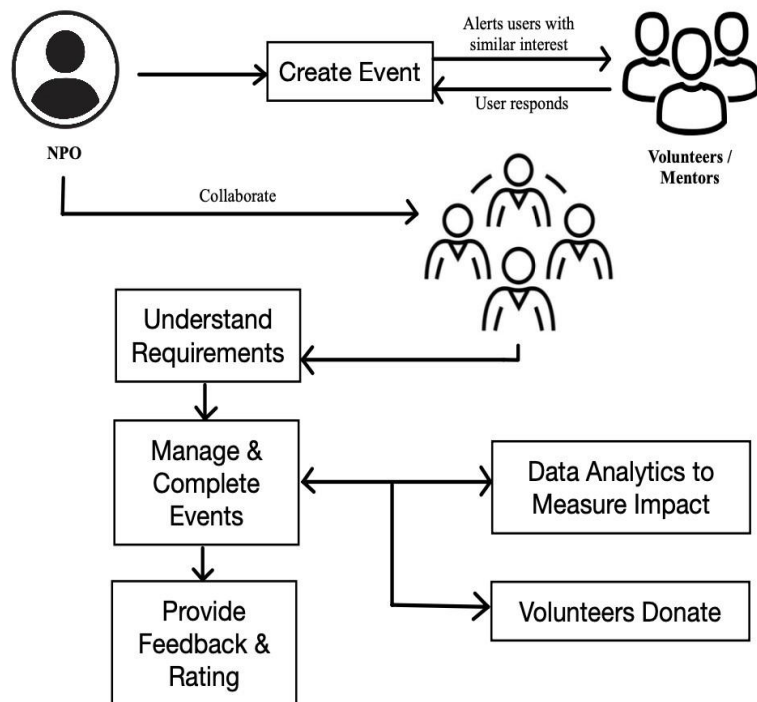 Alerts users with
similar interest
Create Event
User responds
NPO
Volunteers /
Mentors
Collaborate
Understand
Requirements
Manage &
Complete
Events
Data Analytics to
Measure Impact
Provide
Feedback &
Rating
Volunteers Donate